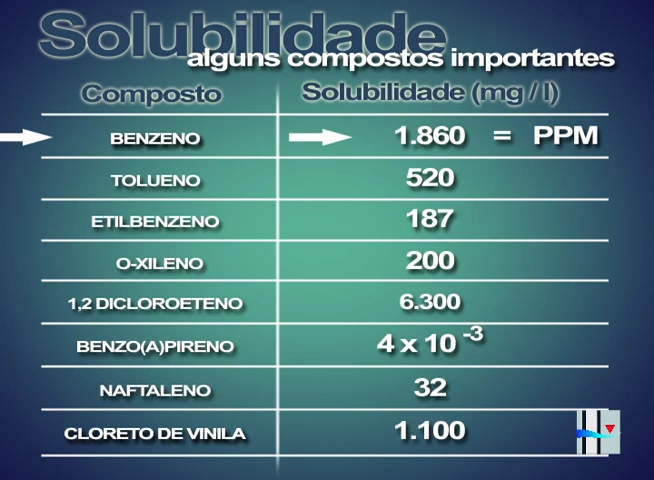 Solubilidade
alguns compostos importantes
Composto Solubilidade (mg / l)
BENZENO 1.860 = PPM
TOLUENO 520
ETILBENZENO 187
O-XILENO 200
1,2 DICLOROETENO 6.300
BENZO(A)PIRENO 4 x 10 -3
NAFTALENO 32
CLORETO DE VINILA 1.100